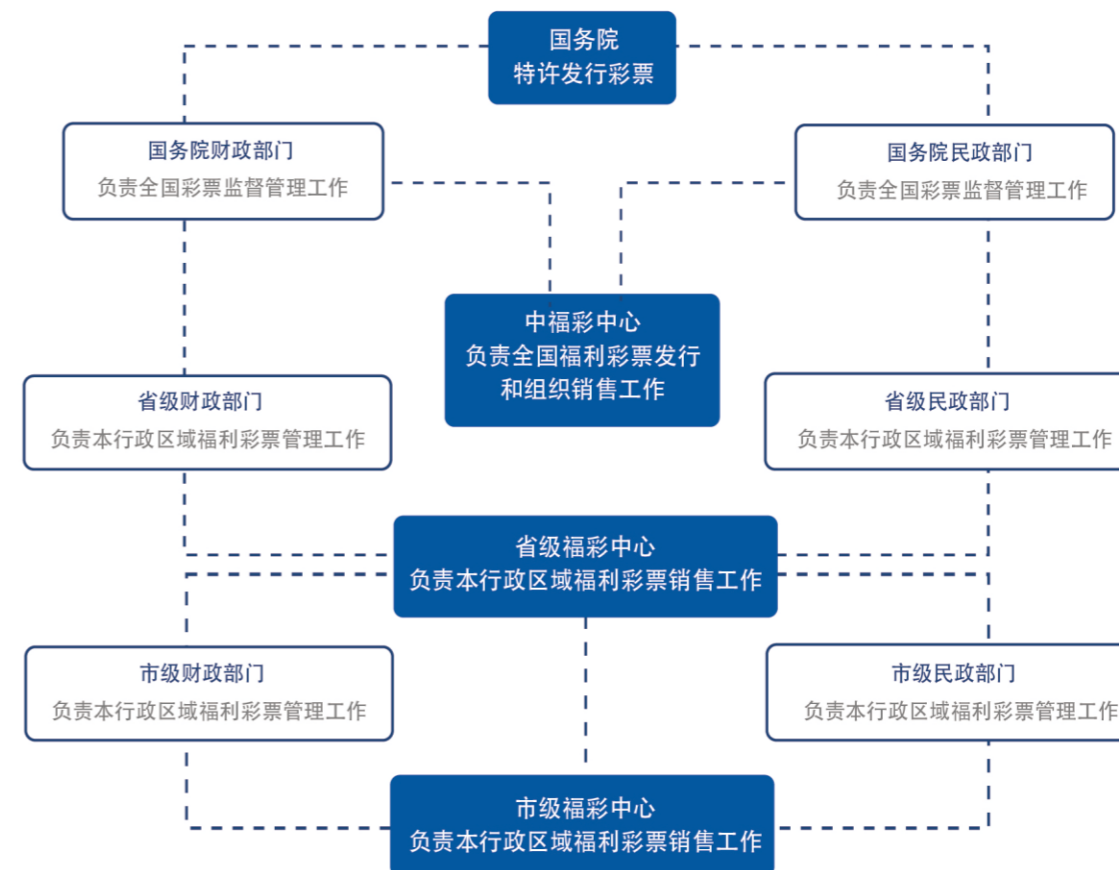 国务院
特许发行彩票
国务院财政部门
负责全国彩票监督管理工作
国务院民政部门
负责全国彩票监督管理工作
中福彩中心
负责全国福利彩票发行
和组织销售工作
省级财政部门
负责本行政区域福利彩票管理工作
省级民政部门
负责本行政区域福利彩票管理工作
省级福彩中心
负责本行政区域福利彩票销售工作
市级财政部门
负责本行政区域福利彩票管理工作
市级民政部门
负责本行政区域福利彩票管理工作
市级福彩中心
负责本行政区域福利彩票销售工作